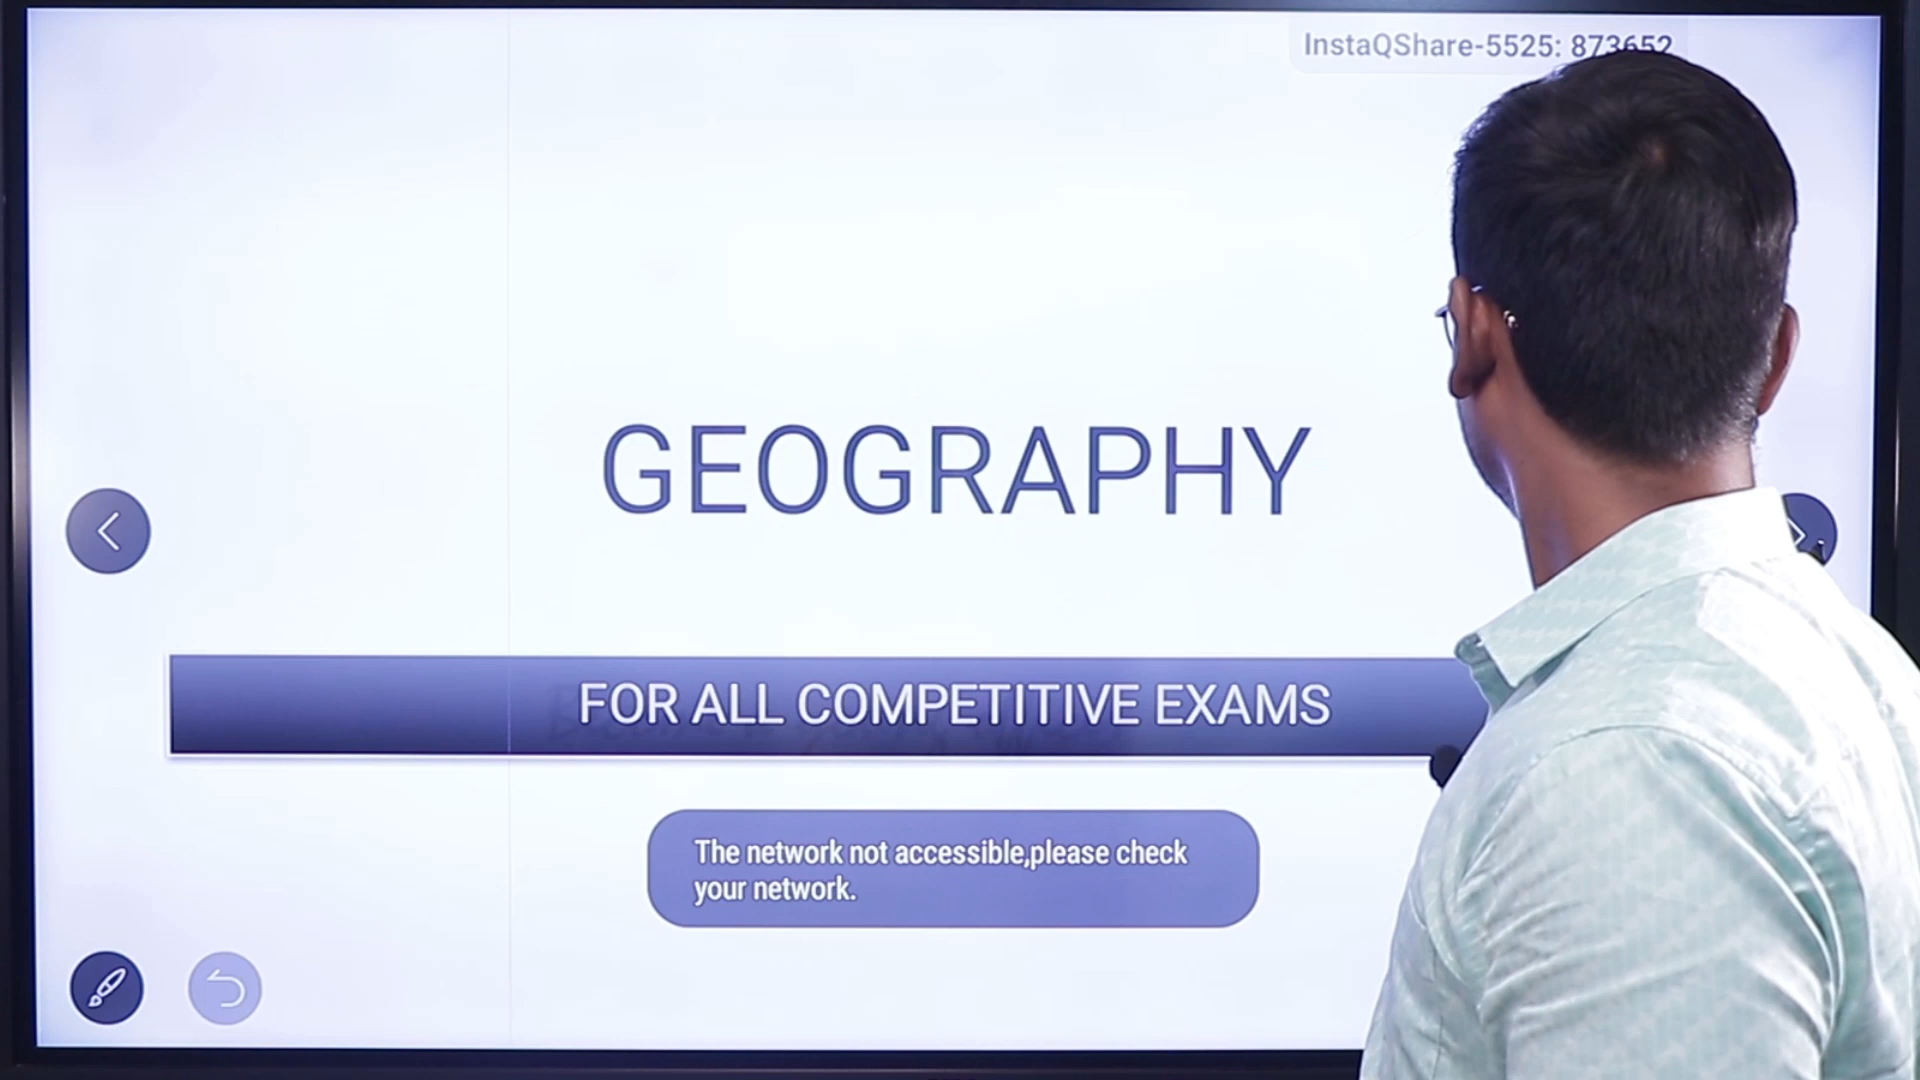 InstaQShare-5525: 873652
GEOGRAPHY
FOR ALL COMPETITIVE EXAMS
The network not accessible,please check
your network.